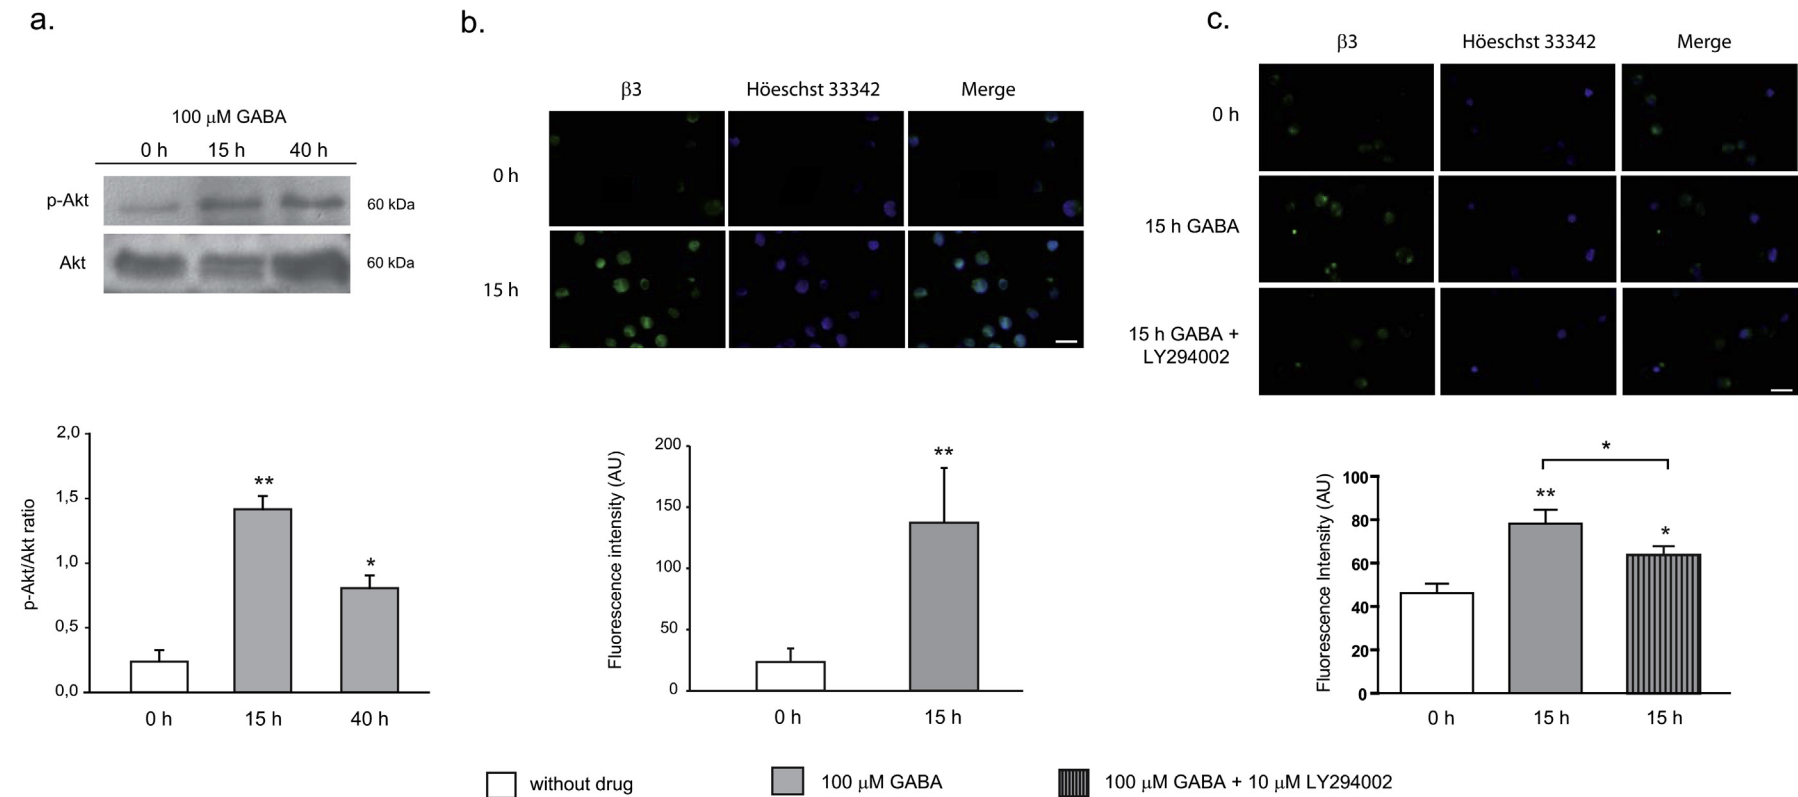 a.
100 μM GABA
0 h 15 h 40 h
p-Akt 60 kDa
Akt 60 kDa
2,0
1,5
1,0
0,5
0,0
p-Akt/Akt ratio
**
*
0 h 15 h 40 h
b.
β3 Höeschst 33342 Merge
0 h
15 h
200
150
100
50
0
Fluorescence intensity (AU)
**
0 h 15 h
c.
β3 Höeschst 33342 Merge
0 h
15 h GABA
15 h GABA +
LY294002
*
100
80
60
40
20
0
Fluorescence Intensity (AU)
**
*
0 h 15 h 15 h
without drug 100 μM GABA 100 μM GABA + 10 μM LY294002